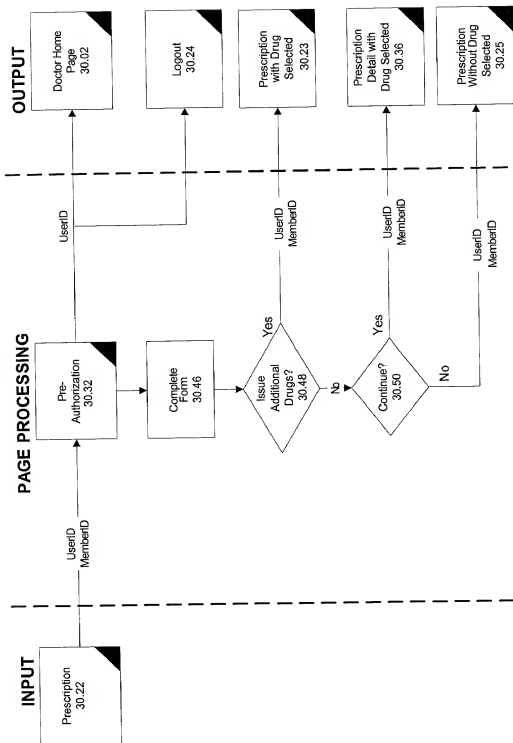 INPUT
PAGE PROCESSING
OUTPUT
Prescription
30.22
UserID
MemberID
Pre-
Authorization
30.32
UserID
Doctor Home
Page
30.02
Logout
30.24
Complete
Form
30.46
Issue
Additional
Drugs?
30.48
Yes
UserID
MemberID
Prescription
with Drug
Selected
30.23
No
Continue?
30.50
Yes
UserID
MemberID
Prescription
Detail with
Drug Selected
30.36
No
UserID
MemberID
Prescription
Without Drug
Selected
30.25